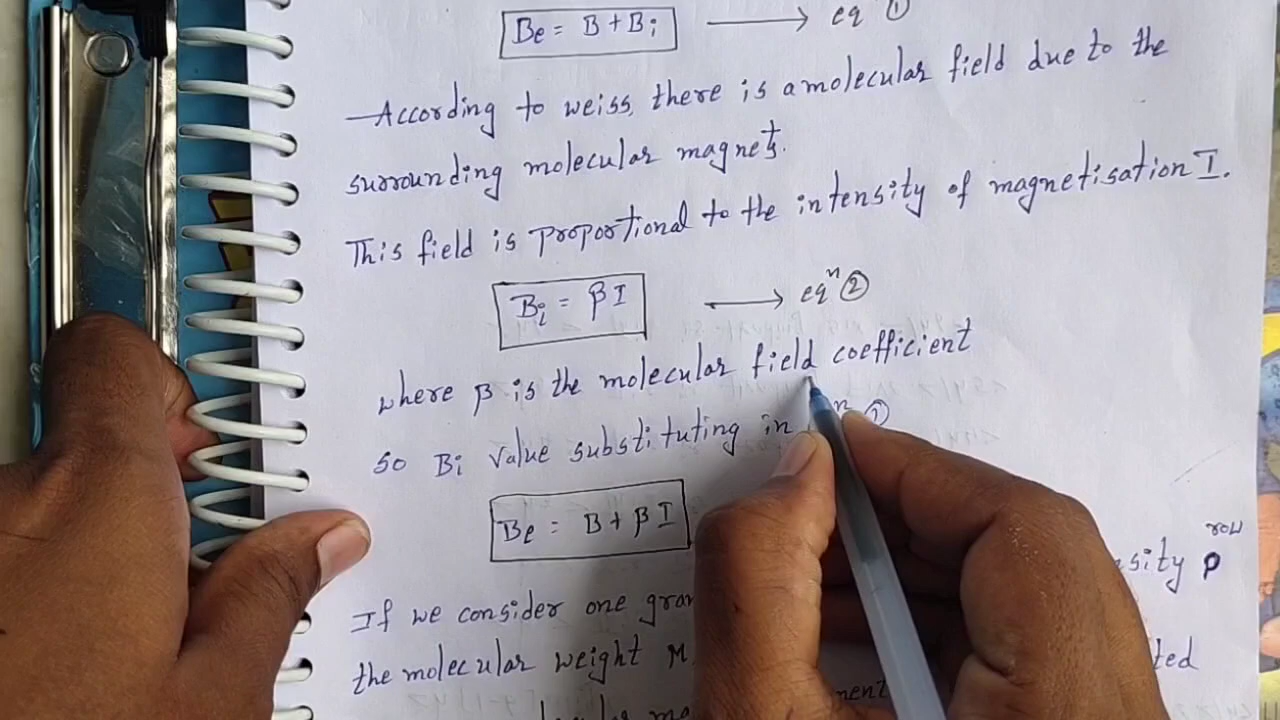 Be = B + Bi → eq ①
According to weiss, there is a molecular field due to the
surrounding molecular magnets.
This field is proportional to the intensity of magnetisation I.
Bi = βI → eqⁿ ②
where β is the molecular field coefficient
so Bi value substituting in n ①
Be = B + βI
row
If we consider one ρ
the molecular weight M